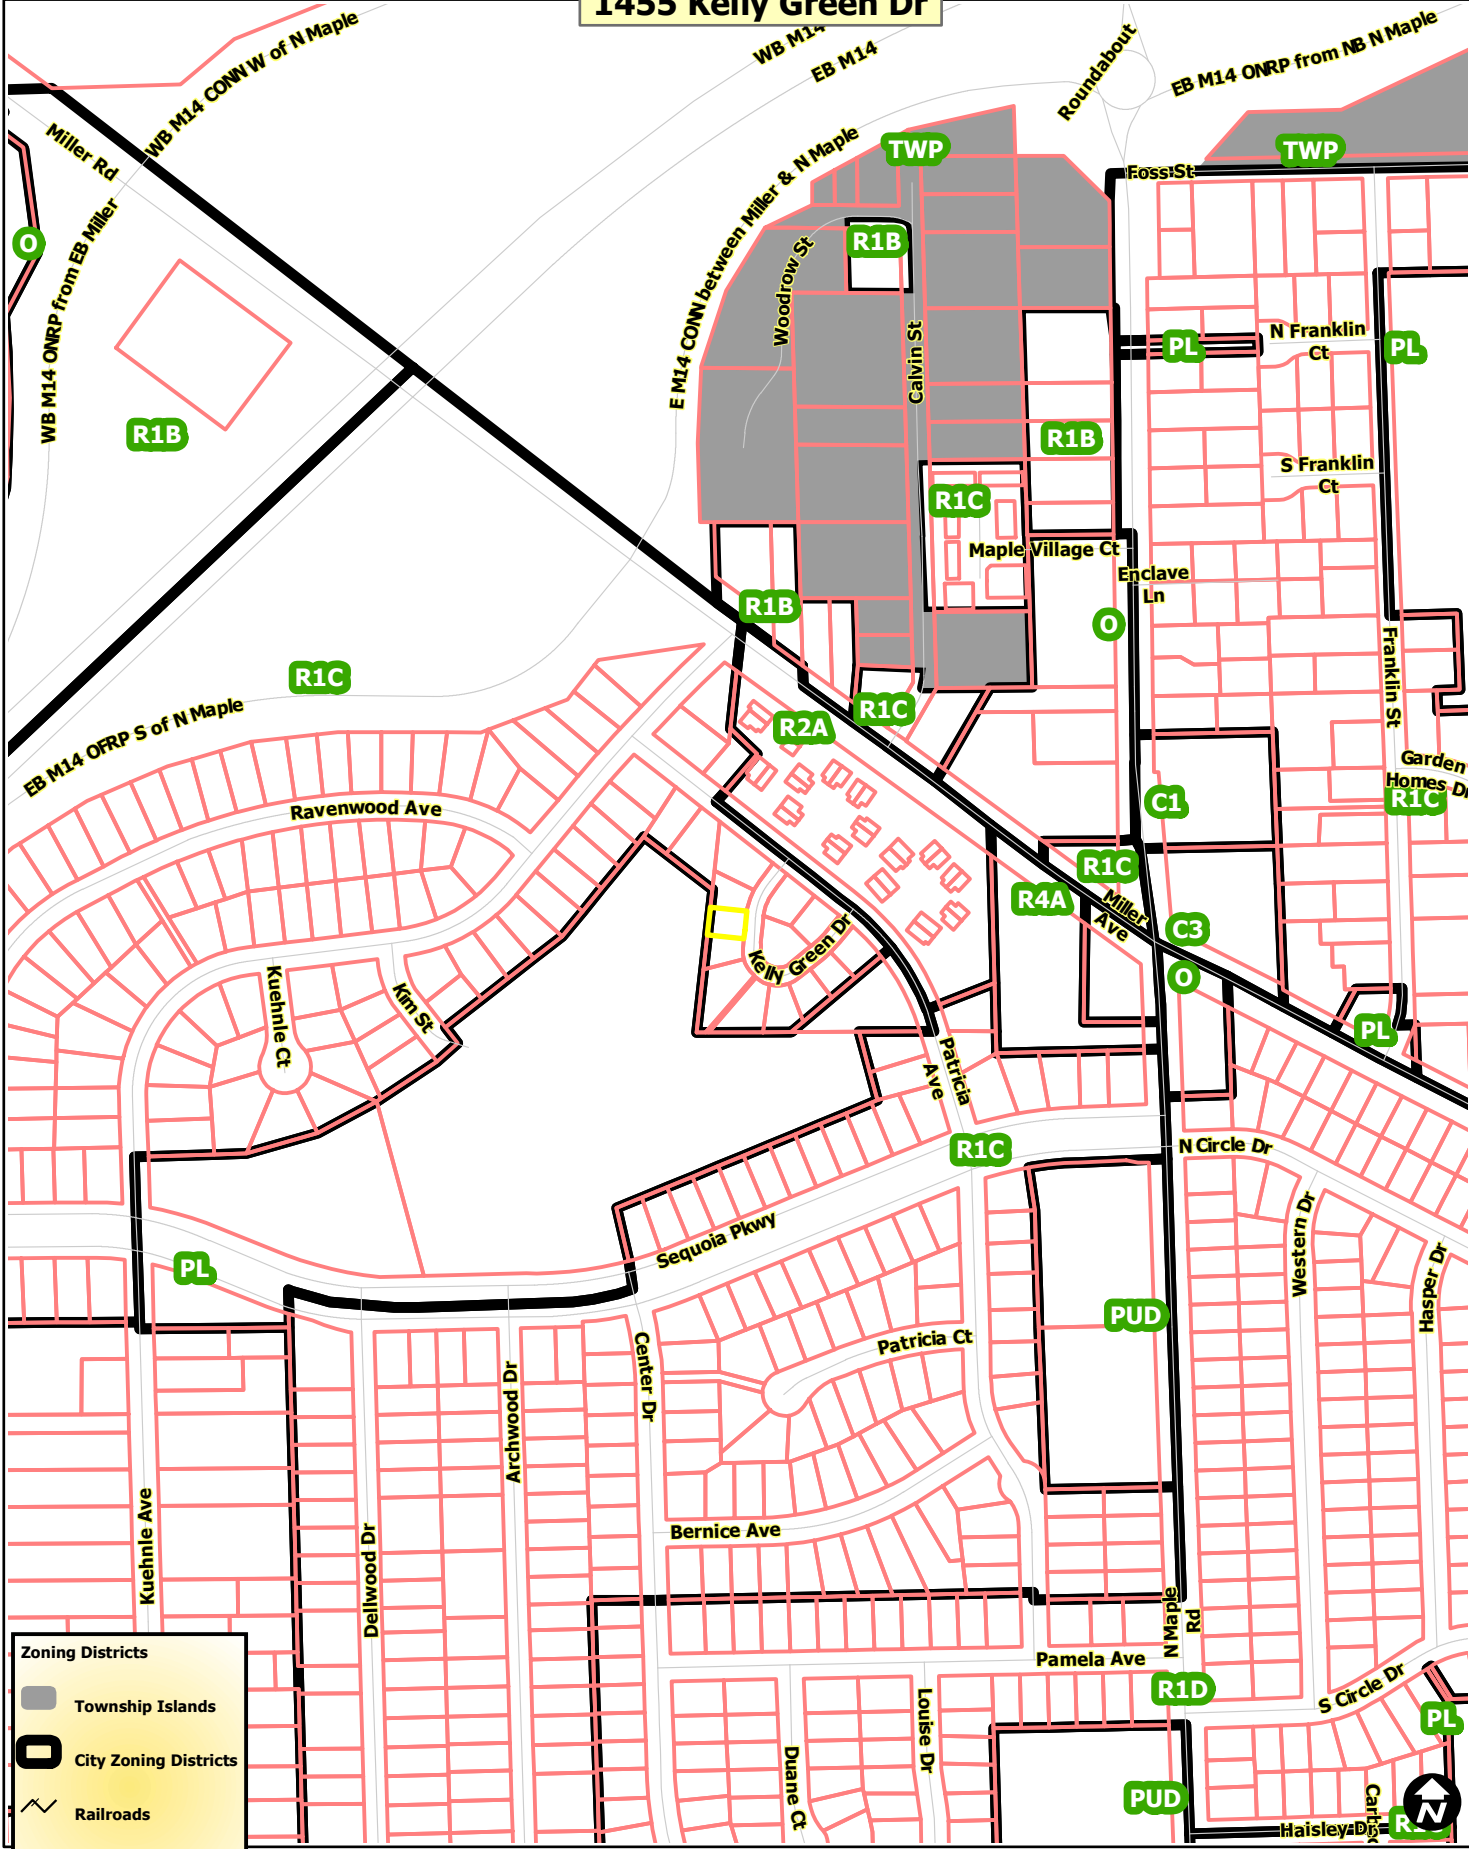 1455 Kelly Green Dr
WB M14 CONN W of N Maple
WB M14
EB M14
Roundabout
EB M14 ONRP from NB N Maple
Miller Rd
WB M14 ONRP from EB Miller
E M14 CONN between Miller & N Maple
TWP
TWP
Foss St
O
R1B
Woodrow St
Calvin St
PL
N Franklin
Ct
PL
R1B
R1B
S Franklin
Ct
R1C
Maple Village Ct
Enclave
Ln
R1B
O
Franklin St
R1C
EB M14 OFRP S of N Maple
R1C
R2A
Garden
Homes Dr
R1C
C1
Ravenwood Ave
R1C
R4A
Miller
Ave
C3
Kelly Green Dr
O
Kuehnle Ct
Kim St
PL
Patricia
Ave
R1C
N Circle Dr
Sequoia Pkwy
Western Dr
Hasper Dr
PL
PUD
Patricia Ct
Center Dr
Archwood Dr
Kuehnle Ave
Dellwood Dr
Bernice Ave
N Maple
Rd
Pamela Ave
R1D
S Circle Dr
PL
Louise Dr
Duane Ct
PUD
Haisley Dr
N
Zoning Districts
Township Islands
City Zoning Districts
Railroads